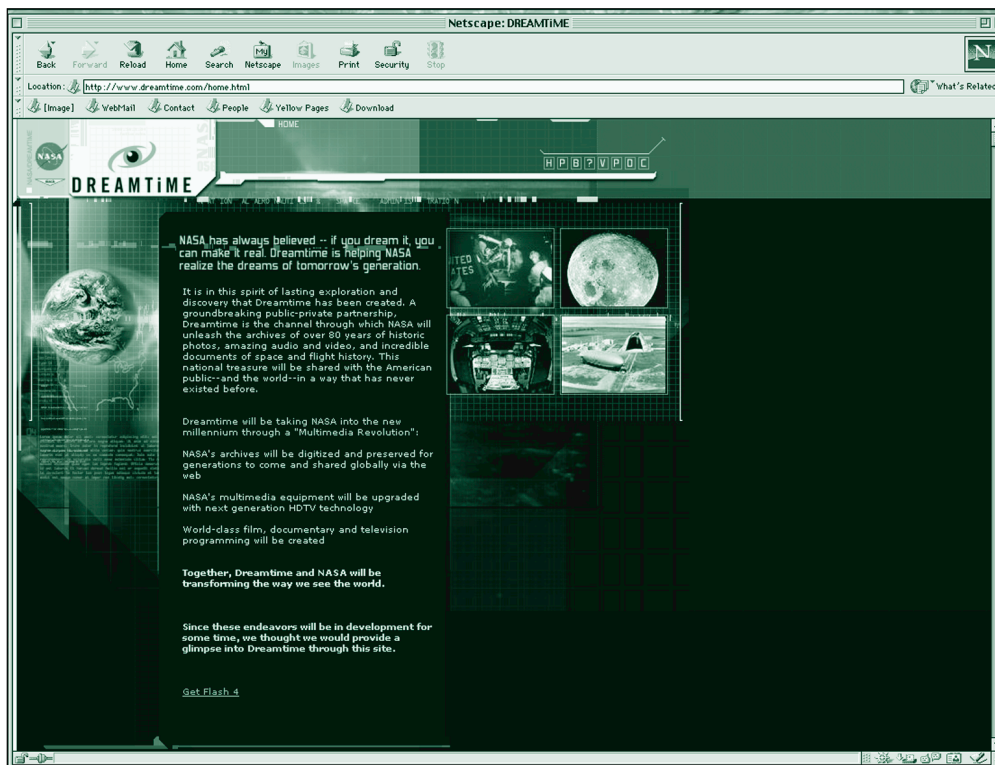 Netscape: DREAMTiME
Back Forward Reload Home Search Netscape Images Print Security Stop
My
N
Location: http://www.dreamtime.com/home.html What's Related
[Image] WebMail Contact People Yellow Pages Download
HOME
NASA
H P B ? V P D C
DREAMTiME
NASA has always believed -- if you dream it, you
can make it real. Dreamtime is helping NASA
realize the dreams of tomorrow's generation.
UNITED
STATES
It is in this spirit of lasting exploration and
discovery that Dreamtime has been created. A
groundbreaking public-private partnership,
Dreamtime is the channel through which NASA will
unleash the archives of over 80 years of historic
photos, amazing audio and video, and incredible
documents of space and flight history. This
national treasure will be shared with the American
public--and the world--in a way that has never
existed before.
Dreamtime will be taking NASA into the new
millennium through a "Multimedia Revolution":
NASA's archives will be digitized and preserved for
generations to come and shared globally via the
web
NASA's multimedia equipment will be upgraded
with next generation HDTV technology
World-class film, documentary and television
programming will be created
Together, Dreamtime and NASA will be
transforming the way we see the world.
Since these endeavors will be in development for
some time, we thought we would provide a
glimpse into Dreamtime through this site.
Get Flash 4